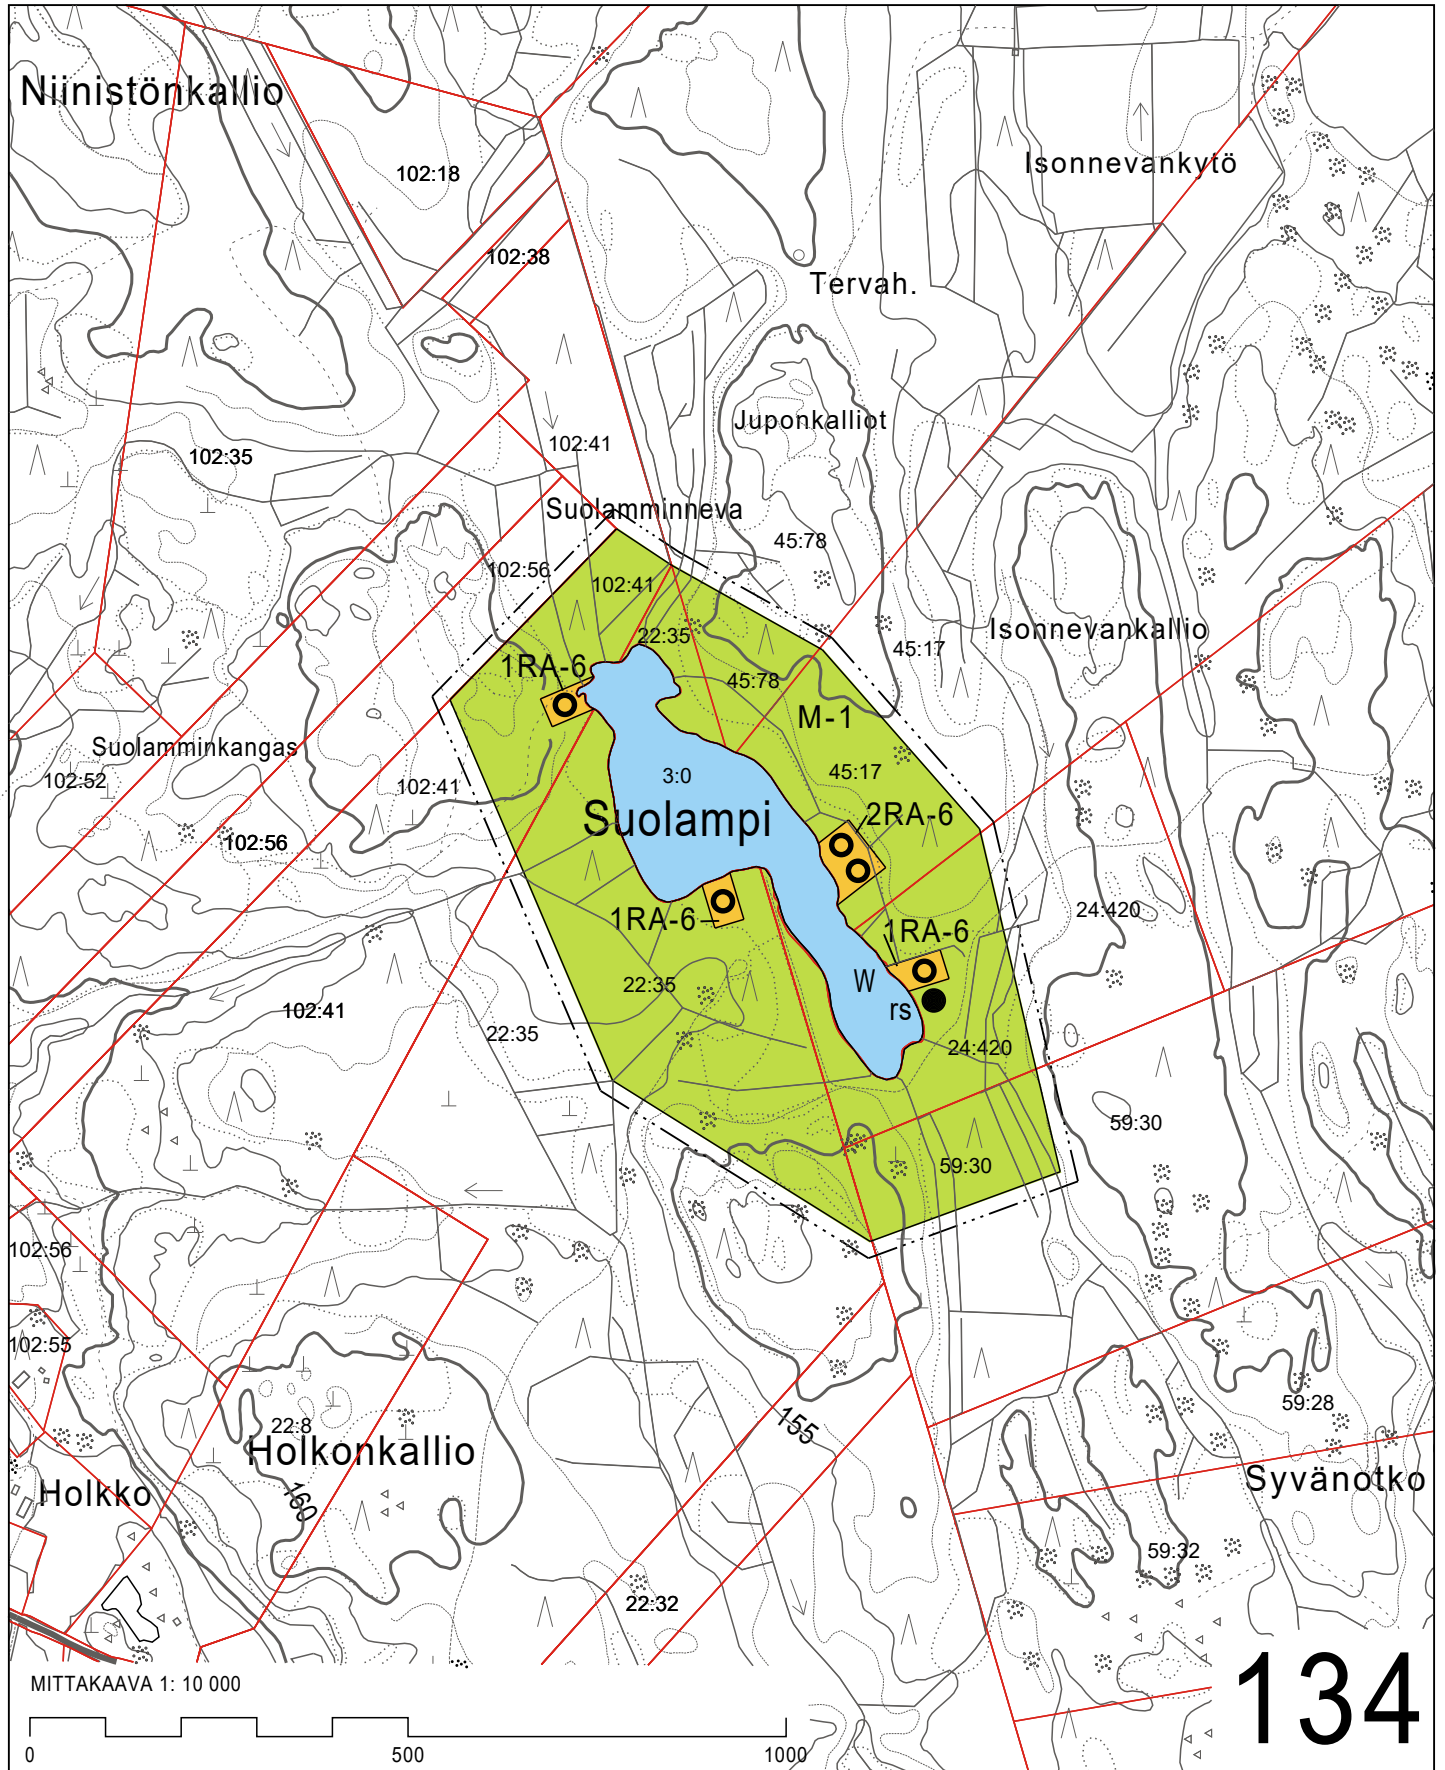 Niinistönkallio
Isonnevankytö
102:18
102:38
Tervah.
Juponkalliot
102:41
102:35
Suolamminneva
45:78
102:56
102:41
Isonnevankallio
22:35
45:17
1RA-6
45:78
M-1
Suolamminkangas
102:52
102:41
3:0
45:17
Suolampi
2RA-6
102:56
1RA-6
24:420
1RA-6
22:35
W
102:41
rs
22:35
24:420
59:30
59:30
102:56
102:55
59:28
22:8
155
Holkonkallio
Syvänotko
Holkko
160
59:32
22:32
134
MITTAKAAVA 1: 10 000
0 500 1000